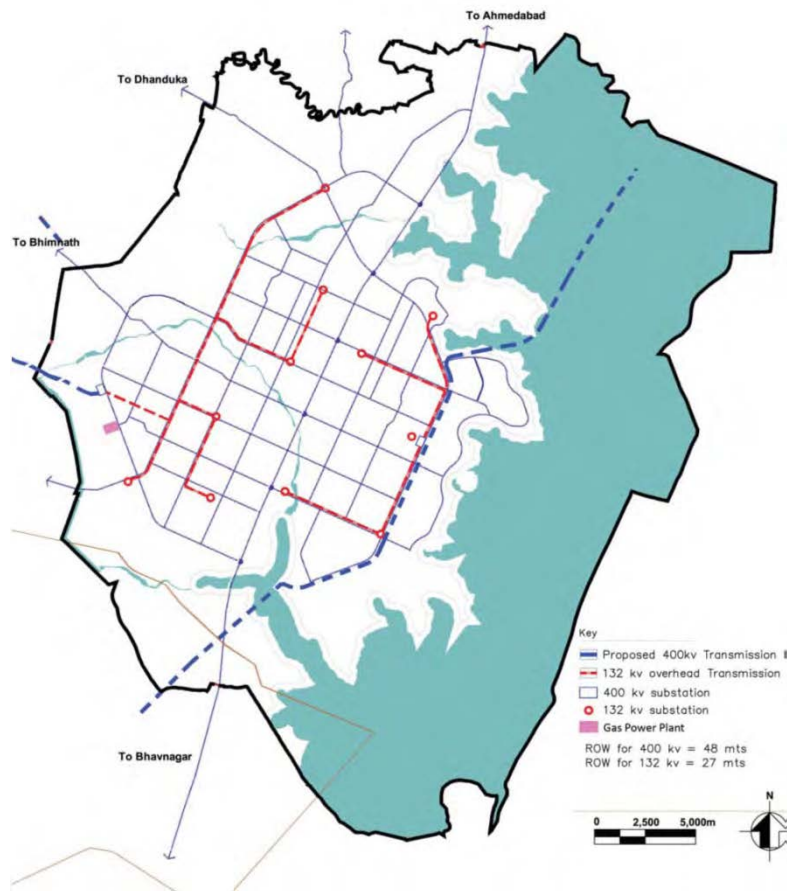 To Ahmedabad
To Dhanduka
To Bhimnath
To Bhavnagar
Key
Proposed 400kv Transmission
132 kv overhead Transmission
400 kv substation
132 kv substation
Gas Power Plant
ROW for 400 kv = 48 mts
ROW for 132 kv = 27 mts
N
0 2,500 5,000m